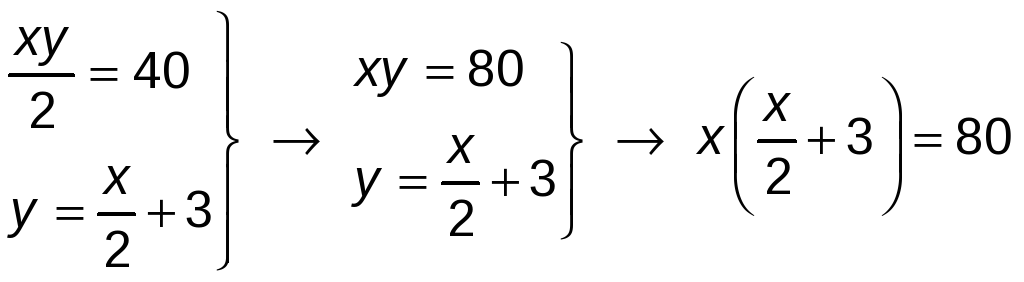 xy/2 = 40 } → xy = 80 } → x(x/2 + 3) = 80
y = x/2 + 3 } y = x/2 + 3 }